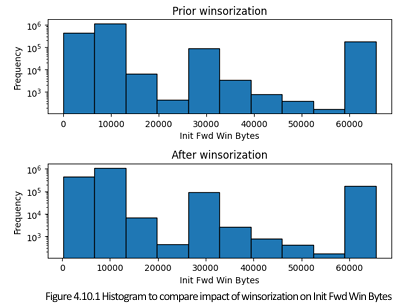 Prior winsorization
10⁶
10⁵
10⁴
10³
Frequency
0 10000 20000 30000 40000 50000 60000
Init Fwd Win Bytes
After winsorization
10⁶
10⁵
10⁴
10³
Frequency
0 10000 20000 30000 40000 50000 60000
Init Fwd Win Bytes
Figure 4.10.1 Histogram to compare impact of winsorization on Init Fwd Win Bytes